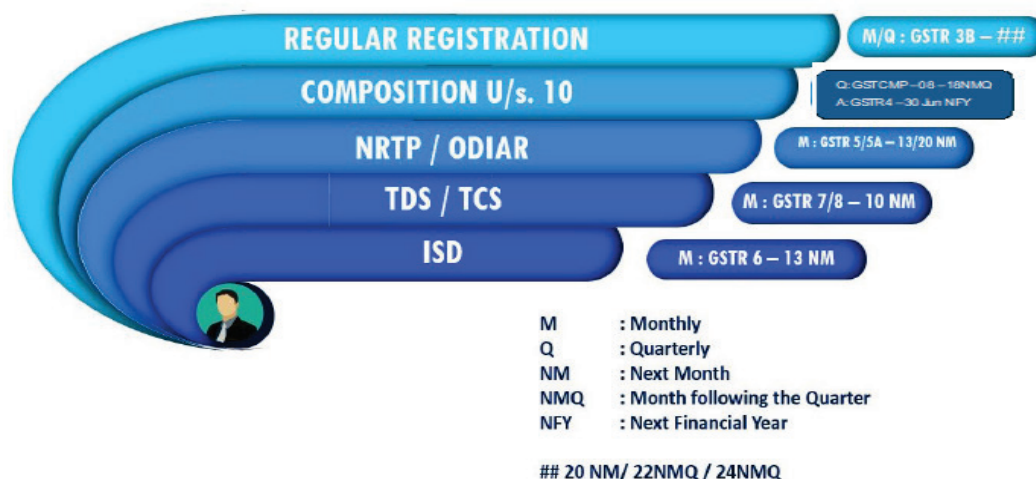 REGULAR REGISTRATION
M/Q : GSTR 3B – ##
COMPOSITION U/s. 10
Q:GSTCMP–08–18NMQ
A:GSTR4–30 Jun NFY
NRTP / ODIAR
M : GSTR 5/5A – 13/20 NM
TDS / TCS
M : GSTR 7/8 – 10 NM
ISD
M : GSTR 6 – 13 NM
M : Monthly
Q : Quarterly
NM : Next Month
NMQ : Month following the Quarter
NFY : Next Financial Year
## 20 NM/ 22NMQ / 24NMQ